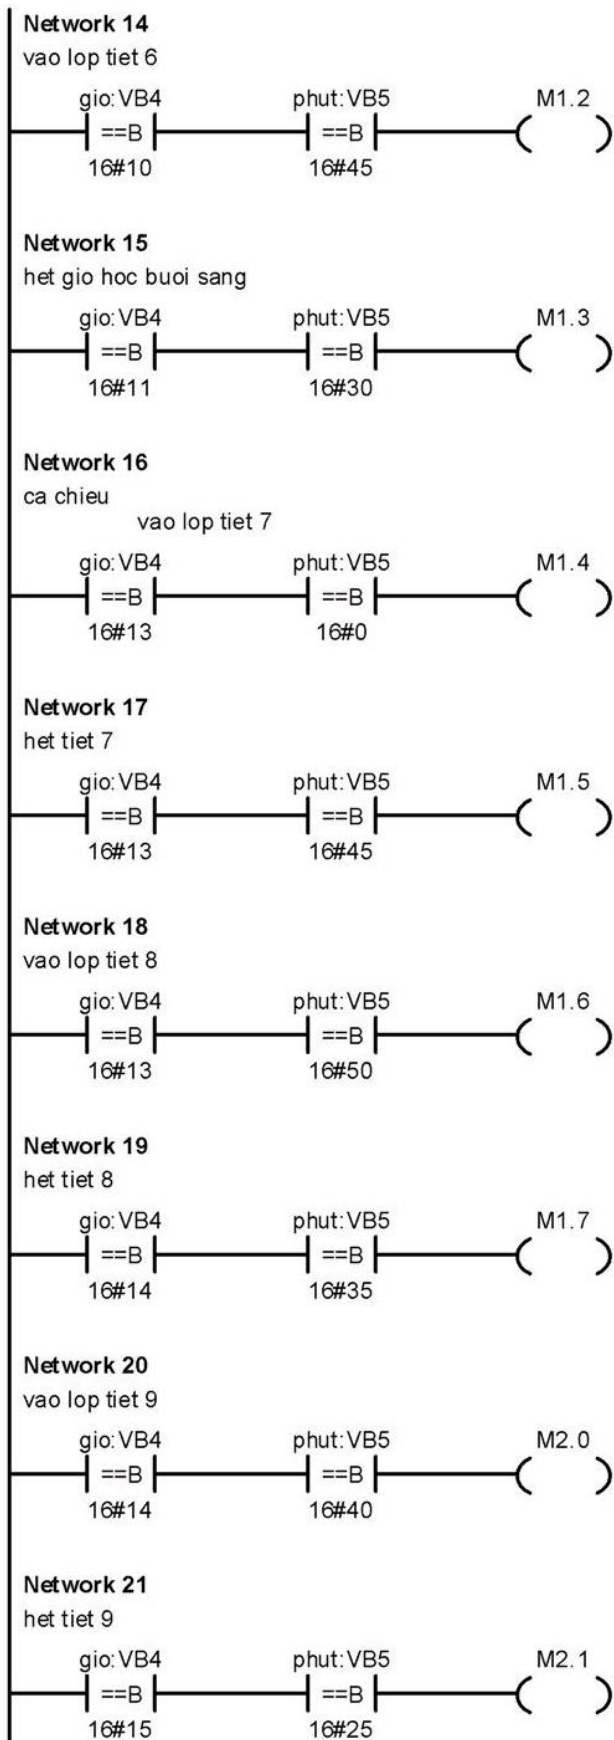 Network 14
vao lop tiet 6
gio:VB4 phut:VB5 M1.2
==B ==B
16#10 16#45
Network 15
het gio hoc buoi sang
gio:VB4 phut:VB5 M1.3
==B ==B
16#11 16#30
Network 16
ca chieu
vao lop tiet 7
gio:VB4 phut:VB5 M1.4
==B ==B
16#13 16#0
Network 17
het tiet 7
gio:VB4 phut:VB5 M1.5
==B ==B
16#13 16#45
Network 18
vao lop tiet 8
gio:VB4 phut:VB5 M1.6
==B ==B
16#13 16#50
Network 19
het tiet 8
gio:VB4 phut:VB5 M1.7
==B ==B
16#14 16#35
Network 20
vao lop tiet 9
gio:VB4 phut:VB5 M2.0
==B ==B
16#14 16#40
Network 21
het tiet 9
gio:VB4 phut:VB5 M2.1
==B ==B
16#15 16#25